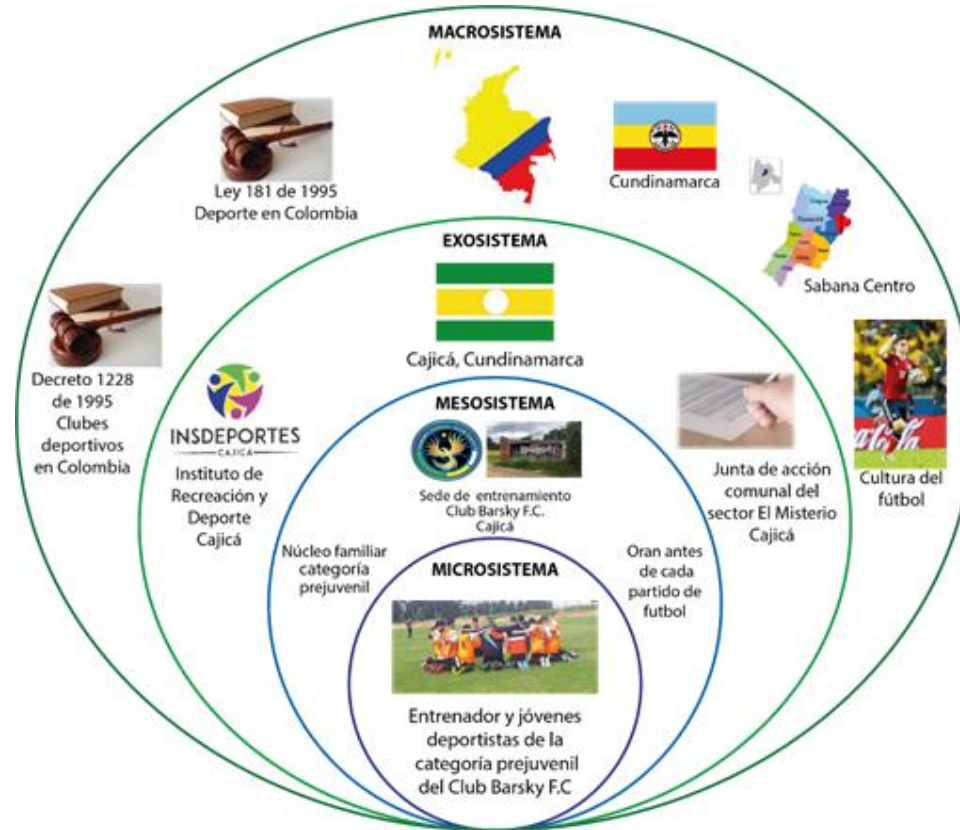 MACROSISTEMA
Ley 181 de 1995
Deporte en Colombia
Cundinamarca
Sabana Centro
EXOSISTEMA
Cajicá, Cundinamarca
Decreto 1228
de 1995
Clubes
deportivos
en Colombia
INSDEPORTES
CAJICÁ
Instituto de
Recreación y
Deporte
Cajicá
MESOSISTEMA
Sede de entrenamiento
Club Barsky F.C.
Cajicá
Junta de acción
comunal del
sector El Misterio
Cajicá
Cultura del
fútbol
Núcleo familiar
categoría
prejuvenil
Oran antes
de cada
partido de
futbol
MICROSISTEMA
Entrenador y jóvenes
deportistas de la
categoría prejuvenil
del Club Barsky F.C